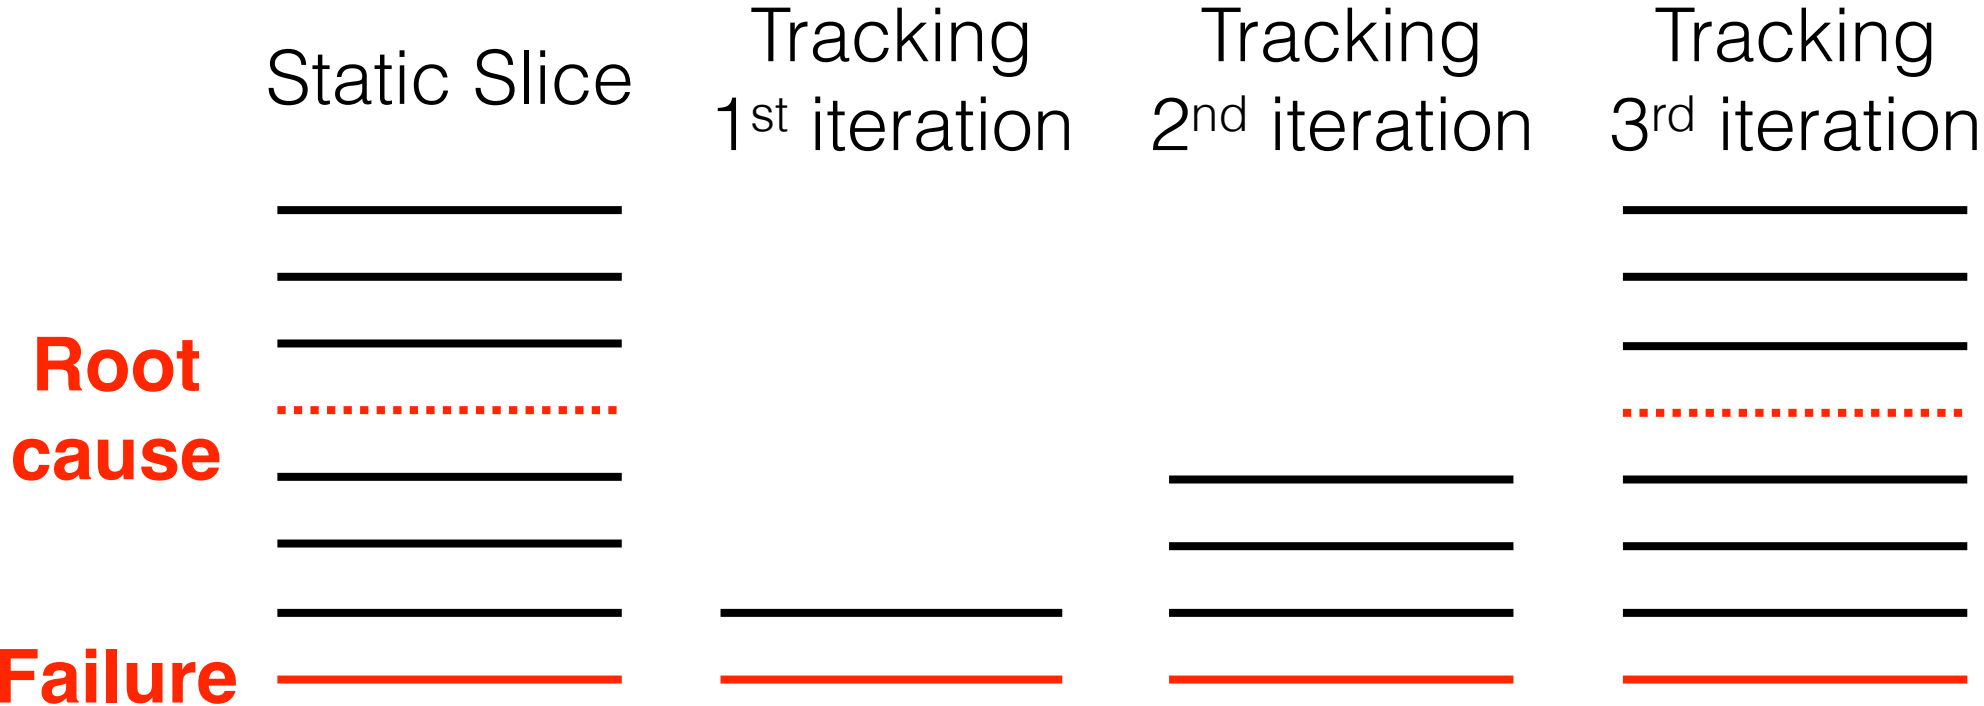 Static Slice
Tracking
1st iteration
Tracking
2nd iteration
Tracking
3rd iteration
Root
cause
Failure